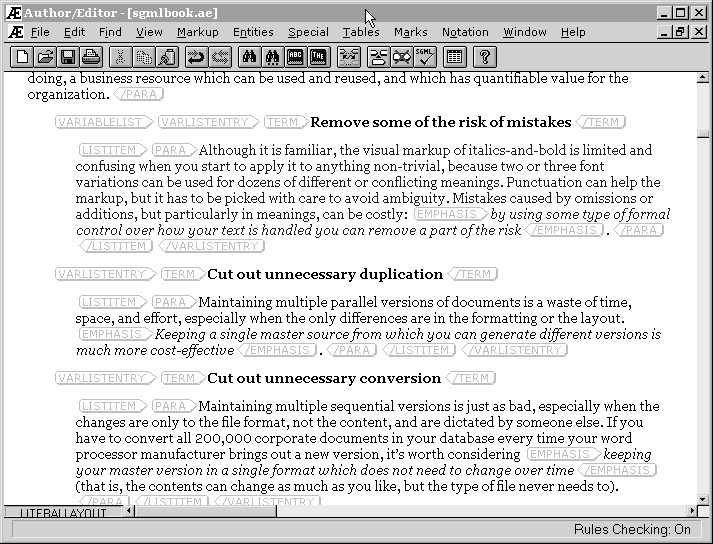 Author/Editor - [sgmlbook.ae]
File Edit Find View Markup Entities Special Tables Marks Notation Window Help
ABC The SGML ?
doing, a business resource which can be used and reused, and which has quantifiable value for the
organization. /PARA
VARIABLELIST VARLISTENTRY TERM Remove some of the risk of mistakes /TERM
LISTITEM PARA Although it is familiar, the visual markup of italics-and-bold is limited and
confusing when you start to apply it to anything non-trivial, because two or three font
variations can be used for dozens of different or conflicting meanings. Punctuation can help the
markup, but it has to be picked with care to avoid ambiguity. Mistakes caused by omissions or
additions, but particularly in meanings, can be costly: EMPHASIS by using some type of formal
control over how your text is handled you can remove a part of the risk /EMPHASIS . /PARA
/LISTITEM /VARLISTENTRY
VARLISTENTRY TERM Cut out unnecessary duplication /TERM
LISTITEM PARA Maintaining multiple parallel versions of documents is a waste of time,
space, and effort, especially when the only differences are in the formatting or the layout.
EMPHASIS Keeping a single master source from which you can generate different versions is
much more cost-effective /EMPHASIS . /PARA /LISTITEM /VARLISTENTRY
VARLISTENTRY TERM Cut out unnecessary conversion /TERM
LISTITEM PARA Maintaining multiple sequential versions is just as bad, especially when the
changes are only to the file format, not the content, and are dictated by someone else. If you
have to convert all 200,000 corporate documents in your database every time your word
processor manufacturer brings out a new version, it's worth considering EMPHASIS keeping
your master version in a single format which does not need to change over time /EMPHASIS
(that is, the contents can change as much as you like, but the type of file never needs to).
/PARA /LISTITEM /VARLISTENTRY
LITERALLAYOUT
Rules Checking: On